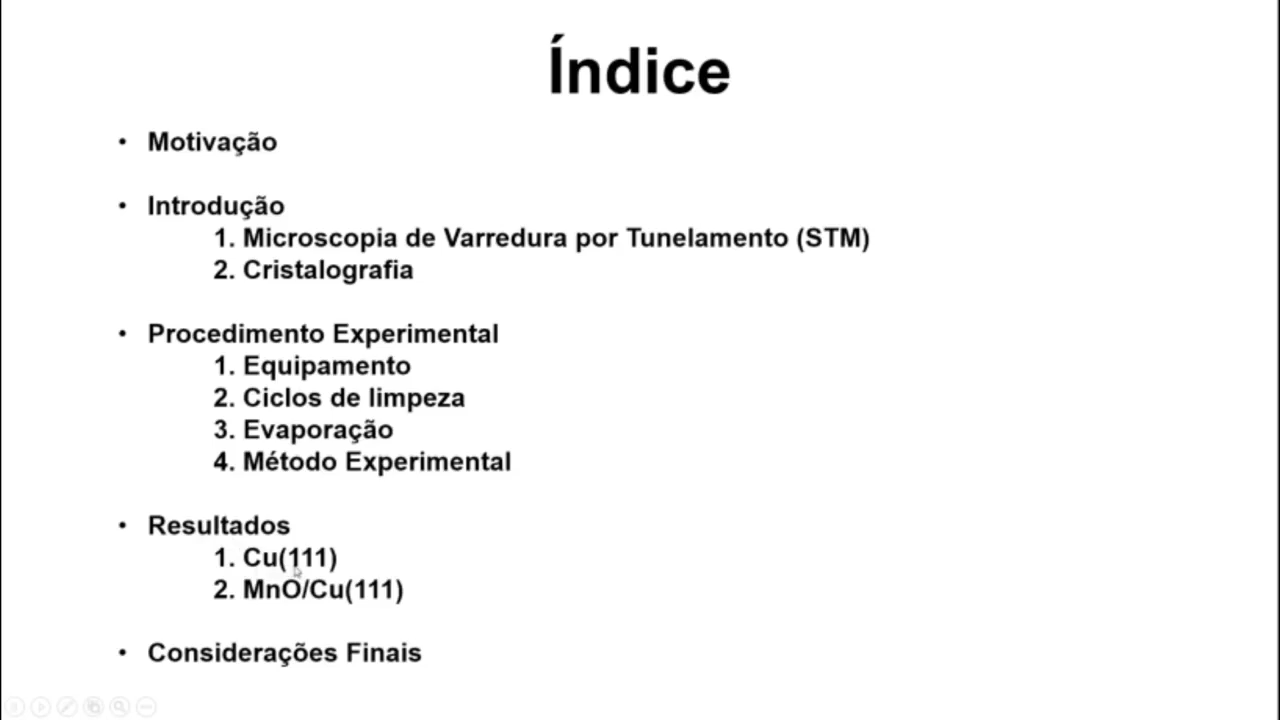 Índice
• Motivação
• Introdução
1. Microscopia de Varredura por Tunelamento (STM)
2. Cristalografia
• Procedimento Experimental
1. Equipamento
2. Ciclos de limpeza
3. Evaporação
4. Método Experimental
• Resultados
1. Cu(111)
2. MnO/Cu(111)
• Considerações Finais